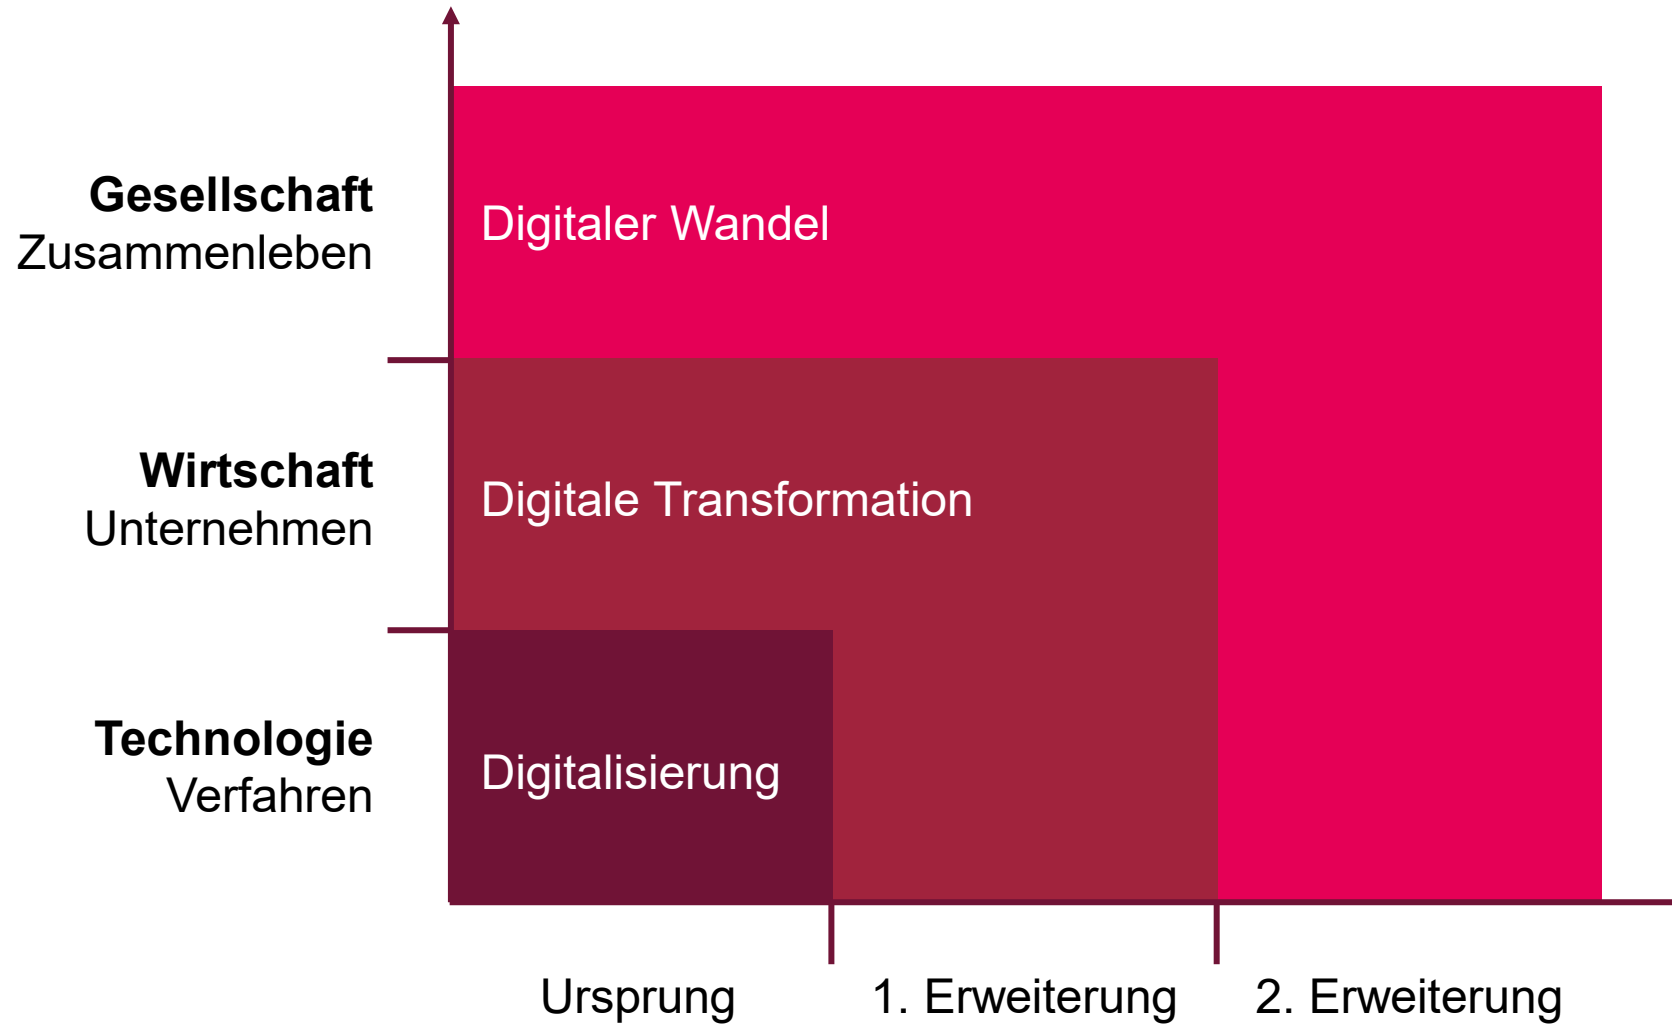 Gesellschaft
Zusammenleben
Digitaler Wandel
Wirtschaft
Unternehmen
Digitale Transformation
Technologie
Verfahren
Digitalisierung
Ursprung
1. Erweiterung
2. Erweiterung